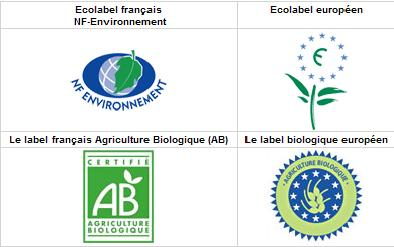 Ecolabel français
NF-Environnement
Ecolabel européen
NF ENVIRONNEMENT
€
Le label français Agriculture Biologique (AB)
Le label biologique européen
CERTIFIÉ
AB
AGRICULTURE
BIOLOGIQUE
AGRICULTURE BIOLOGIQUE